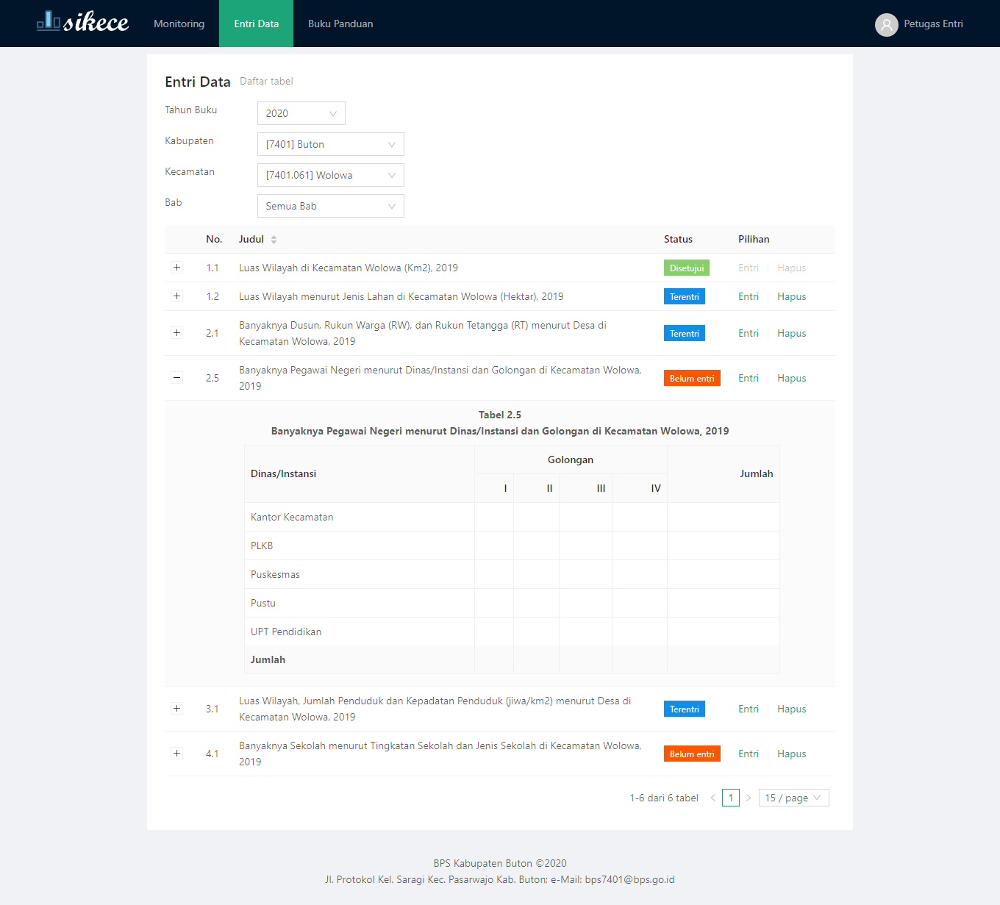 sikece Monitoring Entri Data Buku Panduan Petugas Entri
Entri Data Daftar tabel
Tahun Buku 2020
Kabupaten [7401] Buton
Kecamatan [7401.061] Wolowa
Bab Semua Bab
No. Judul Status Pilihan
1.1 Luas Wilayah di Kecamatan Wolowa (Km2), 2019 Disetujui Entri Hapus
1.2 Luas Wilayah menurut Jenis Lahan di Kecamatan Wolowa (Hektar), 2019 Terentri Entri Hapus
2.1 Banyaknya Dusun, Rukun Warga (RW), dan Rukun Tetangga (RT) menurut Desa di
Kecamatan Wolowa, 2019 Terentri Entri Hapus
2.5 Banyaknya Pegawai Negeri menurut Dinas/Instansi dan Golongan di Kecamatan Wolowa,
2019 Belum entri Entri Hapus
Tabel 2.5
Banyaknya Pegawai Negeri menurut Dinas/Instansi dan Golongan di Kecamatan Wolowa, 2019
Dinas/Instansi Golongan Jumlah
I II III IV
Kantor Kecamatan
PLKB
Puskesmas
Pustu
UPT Pendidikan
Jumlah
3.1 Luas Wilayah, Jumlah Penduduk dan Kepadatan Penduduk (jiwa/km2) menurut Desa di
Kecamatan Wolowa, 2019 Terentri Entri Hapus
4.1 Banyaknya Sekolah menurut Tingkatan Sekolah dan Jenis Sekolah di Kecamatan Wolowa,
2019 Belum entri Entri Hapus
1-6 dari 6 tabel < 1 > 15 / page
BPS Kabupaten Buton ©2020
Jl. Protokol Kel. Saragi Kec. Pasarwajo Kab. Buton; e-Mail: bps7401@bps.go.id